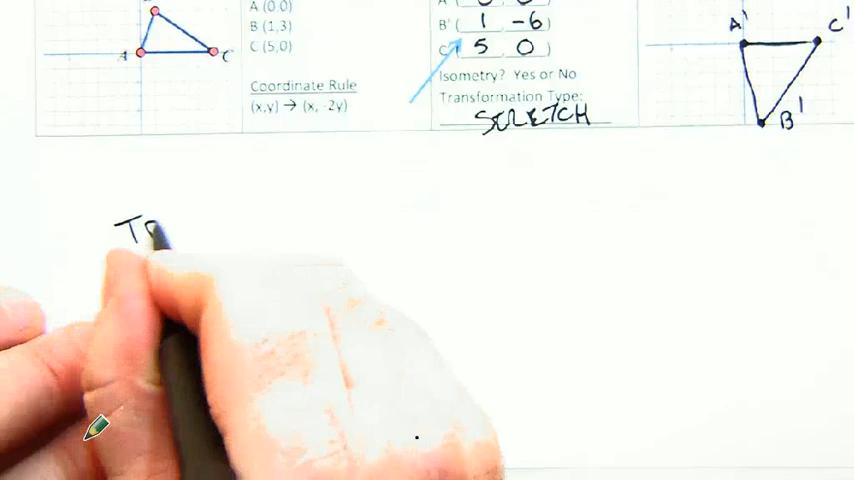 A (0,0)
B (1,3)
C (5,0)
Coordinate Rule
(x,y) → (x, -2y)
A C
B' ( 1 , -6 )
C' ( 5 , 0 )
Isometry? Yes or No
Transformation Type:
STRETCH
A' C'
B'
T